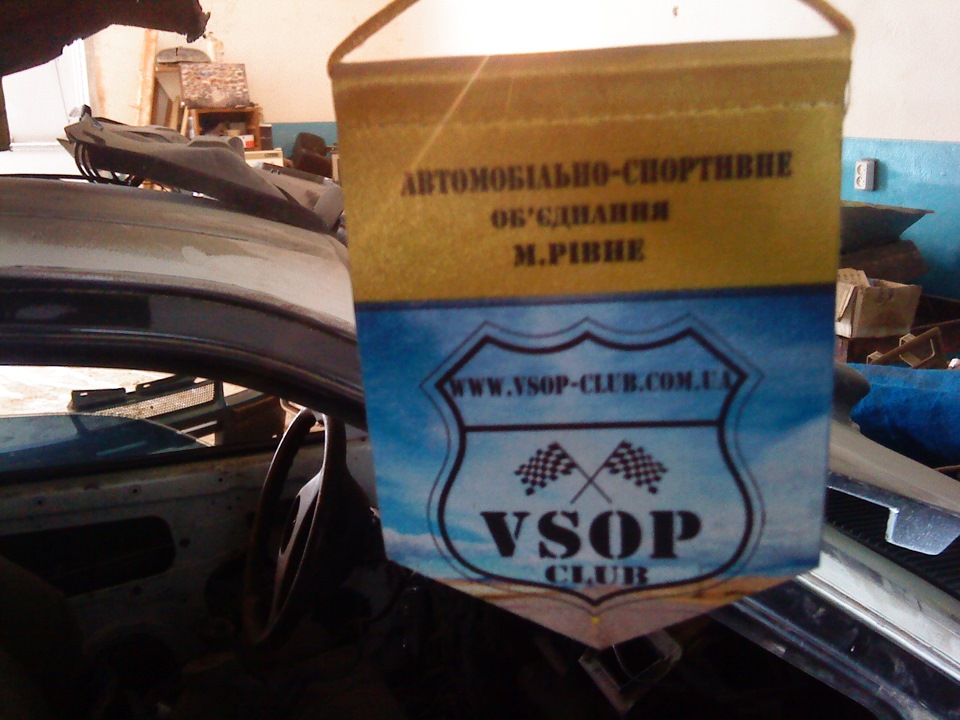 АВТОМОБІЛЬНО-СПОРТИВНЕ
ОБ'ЄДНАННЯ
М.РІВНЕ
WWW.VSOP-CLUB.COM.UA
VSOP
CLUB